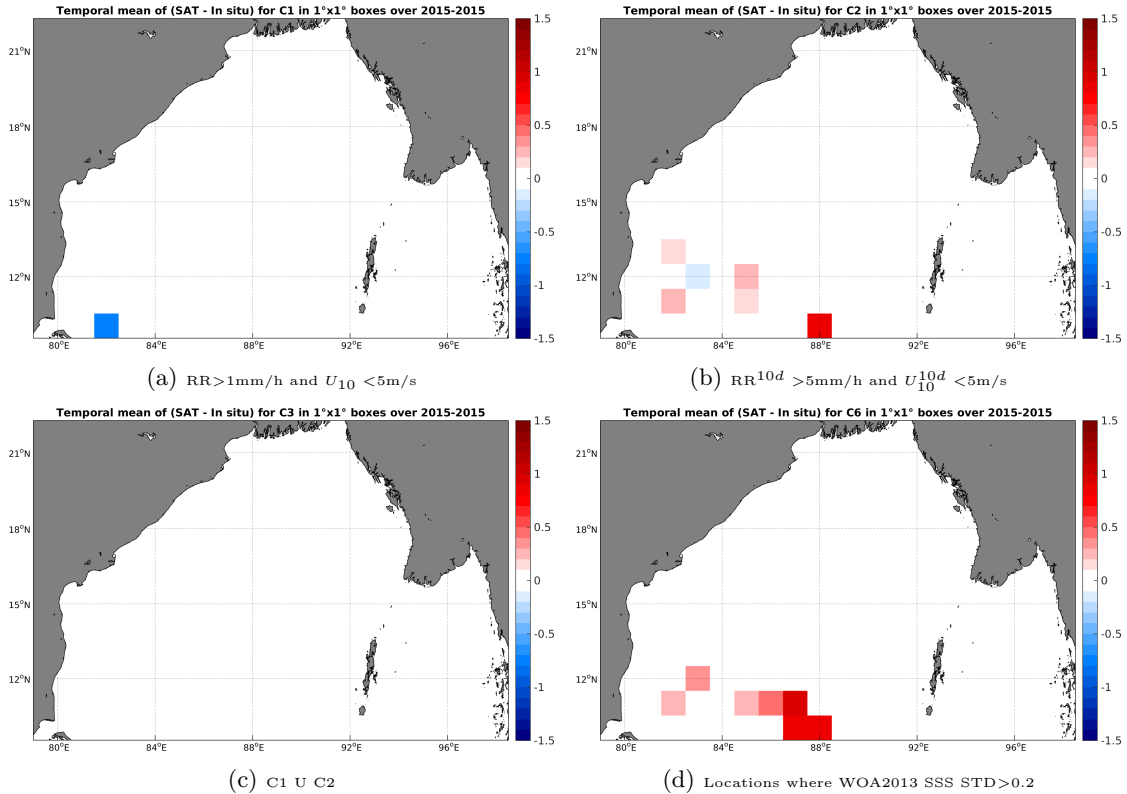 Temporal mean of (SAT - In situ) for C1 in 1°x1° boxes over 2015-2015
21°N
18°N
15°N
12°N
80°E
84°E
88°E
92°E
96°E
1.5
1
0.5
0
-0.5
-1
-1.5
(a) RR>1mm/h and U10 <5m/s
Temporal mean of (SAT - In situ) for C2 in 1°x1° boxes over 2015-2015
21°N
18°N
15°N
12°N
80°E
84°E
88°E
92°E
96°E
1.5
1
0.5
0
-0.5
-1
-1.5
(b) RR^10d >5mm/h and U10^10d <5m/s
Temporal mean of (SAT - In situ) for C3 in 1°x1° boxes over 2015-2015
21°N
18°N
15°N
12°N
80°E
84°E
88°E
92°E
96°E
1.5
1
0.5
0
-0.5
-1
-1.5
(c) C1 U C2
Temporal mean of (SAT - In situ) for C6 in 1°x1° boxes over 2015-2015
21°N
18°N
15°N
12°N
80°E
84°E
88°E
92°E
96°E
1.5
1
0.5
0
-0.5
-1
-1.5
(d) Locations where WOA2013 SSS STD>0.2